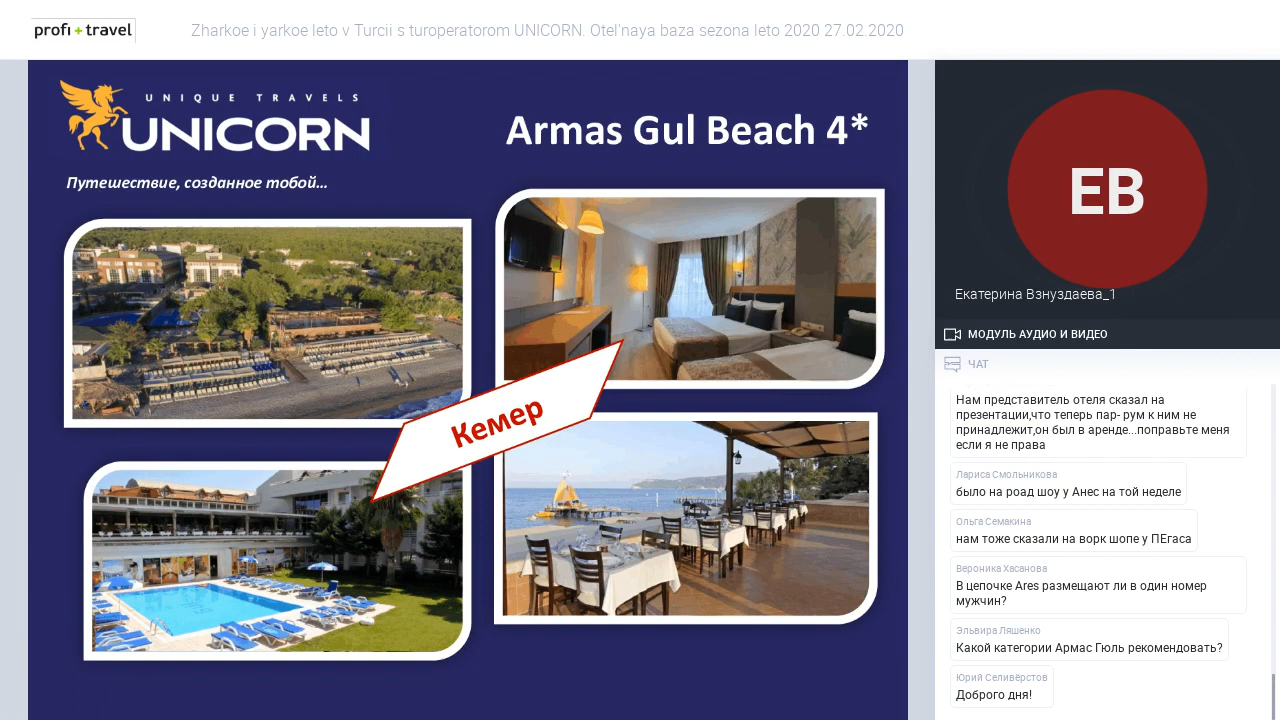 profi + travel
Zharkoe i yarkoe leto v Turcii s turoperatorom UNICORN. Otel'naya baza sezona leto 2020 27.02.2020
UNIQUE TRAVELS
UNICORN
Путешествие, созданное тобой...
Armas Gul Beach 4*
Кемер
ЕВ
Екатерина Взнуздаева_1
МОДУЛЬ АУДИО И ВИДЕО
ЧАТ
Нам представитель отеля сказал на
презентации,что теперь пар- рум к ним не
принадлежит,он был в аренде...поправьте меня
если я не права
Лариса Смольникова
было на роад шоу у Анес на той неделе
Ольга Семакина
нам тоже сказали на ворк шопе у ПЕгаса
Вероника Хасанова
В цепочке Ares размещают ли в один номер
мужчин?
Эльвира Ляшенко
Какой категории Армас Гюль рекомендовать?
Юрий Селивёрстов
Доброго дня!